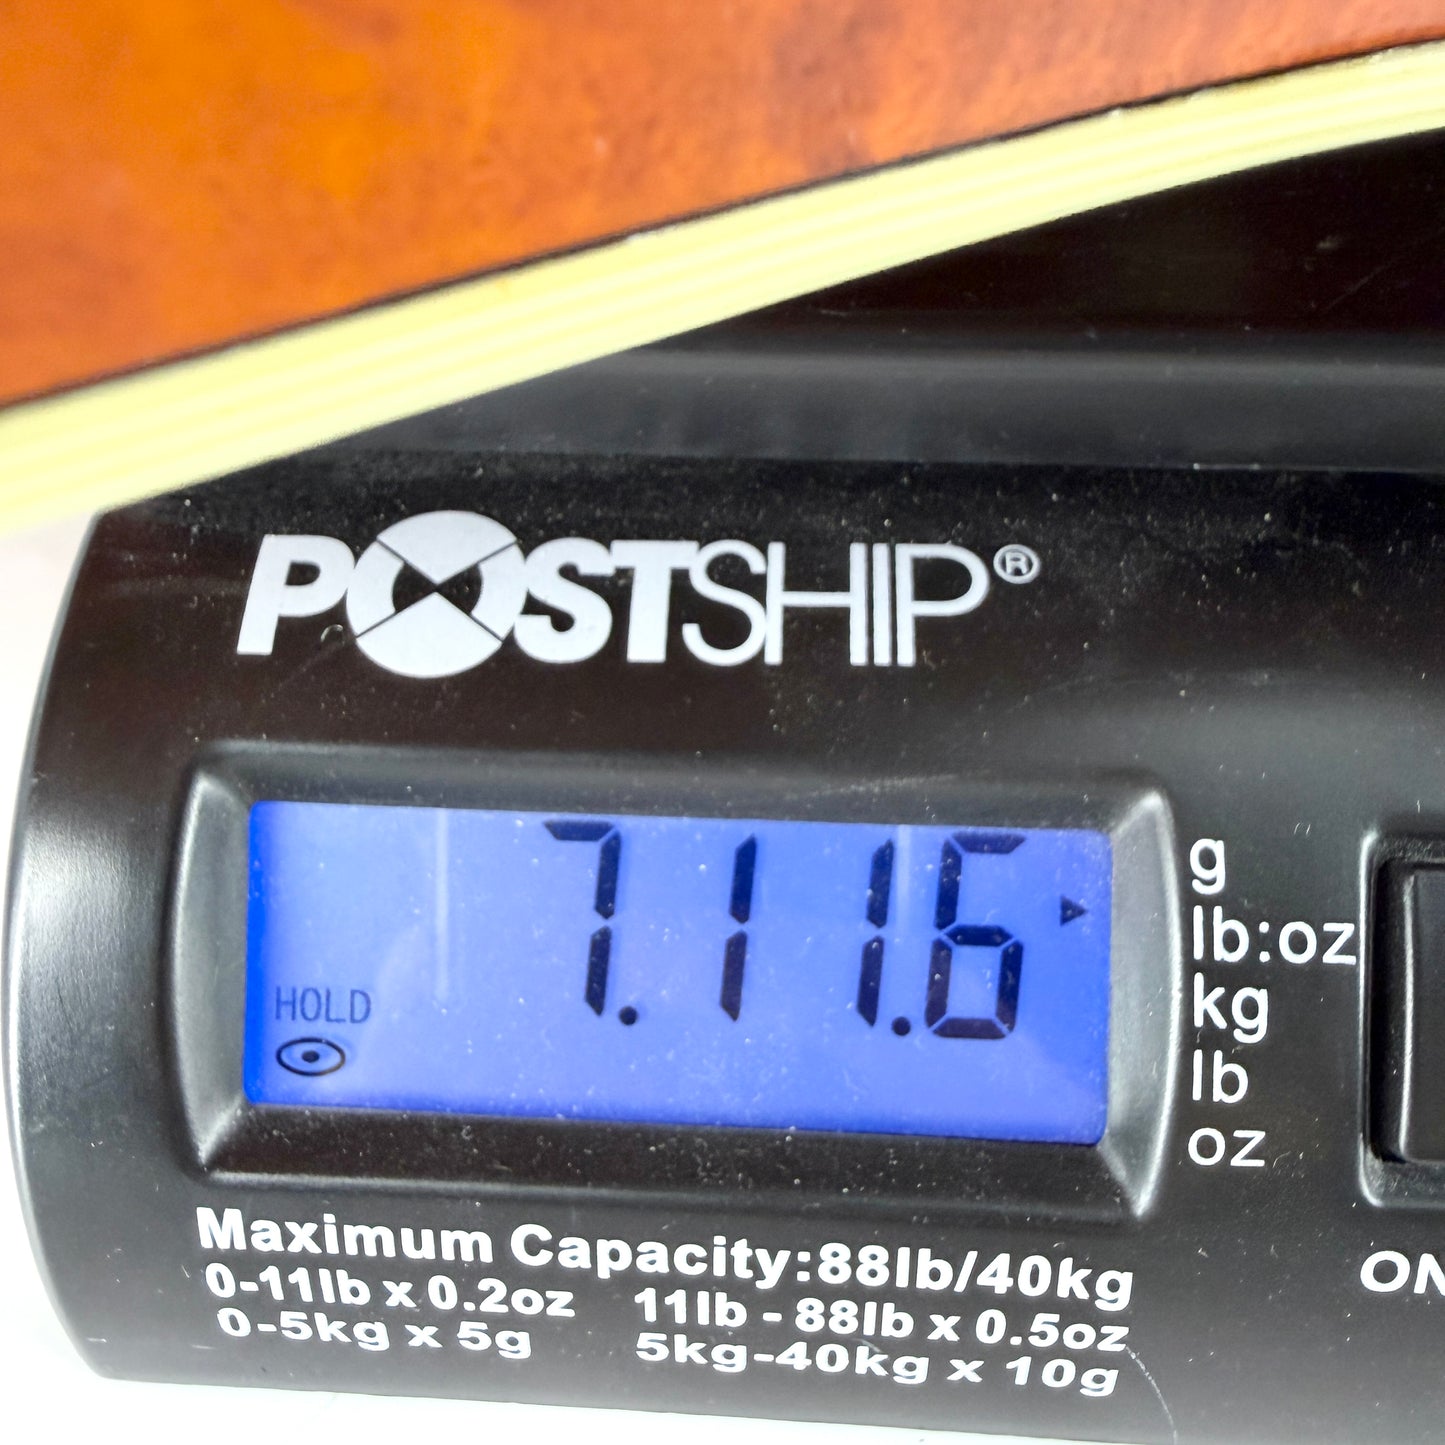 POSTSHIP®
7.11.6
HOLD
g
lb:oz
kg
lb
oz
ON
Maximum Capacity:88lb/40kg
0-11lb x 0.2oz 11lb - 88lb x 0.5oz
0-5kg x 5g 5kg-40kg x 10g